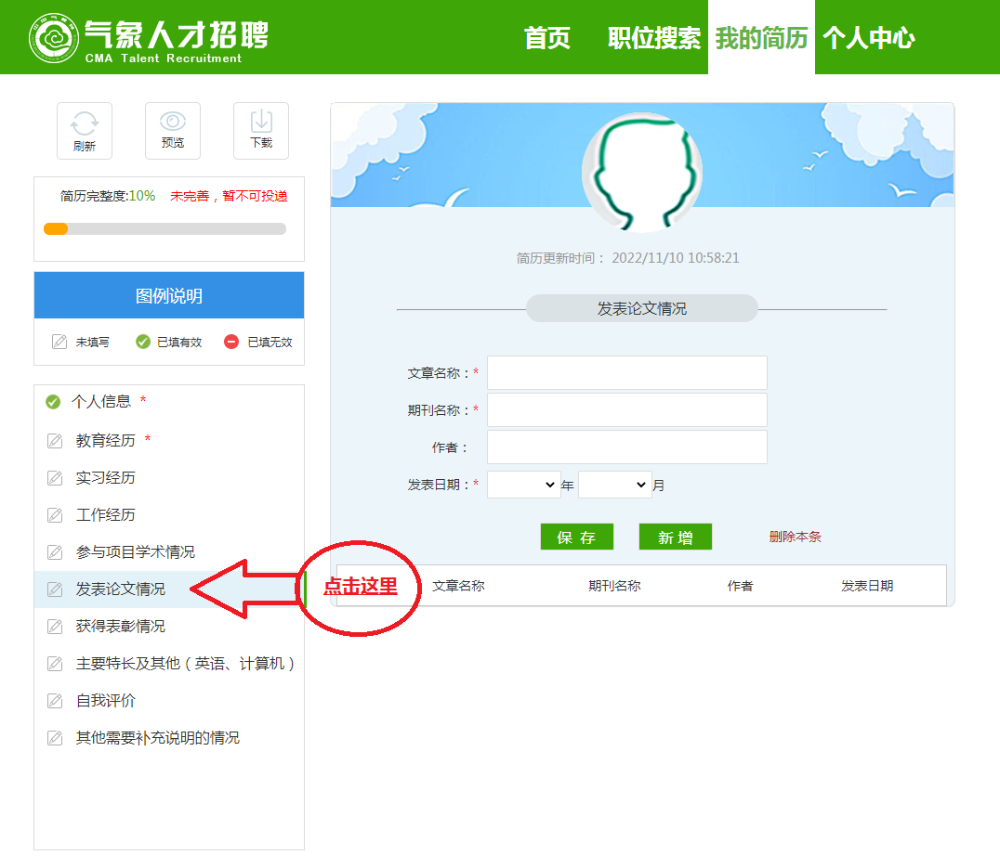 气象人才招聘
CMA Talent Recruitment
首页 职位搜索 我的简历 个人中心
刷新 预览 下载
简历完整度:10% 未完善，暂不可投递
图例说明
未填写 已填有效 已填无效
个人信息 *
教育经历 *
实习经历
工作经历
参与项目学术情况
发表论文情况
获得表彰情况
主要特长及其他（英语、计算机）
自我评价
其他需要补充说明的情况
简历更新时间： 2022/11/10 10:58:21
发表论文情况
文章名称：*
期刊名称：*
作者：
发表日期：* 年 月
保 存 新 增 删除本条
点击这里
文章名称 期刊名称 作者 发表日期